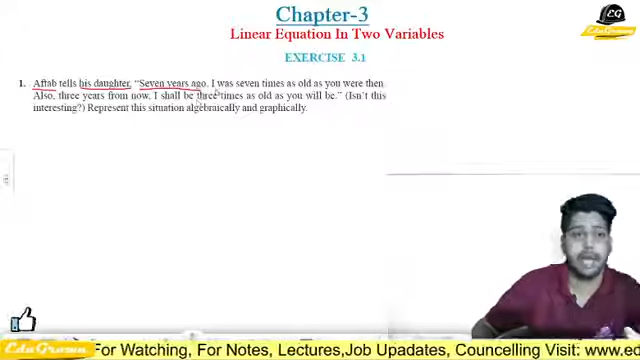 Chapter-3
EG
Linear Equation In Two Variables
EXERCISE 3.1
1. Aftab tells his daughter, “Seven years ago, I was seven times as old as you were then.
Also, three years from now, I shall be three times as old as you will be.” (Isn't this
interesting?) Represent this situation algebraically and graphically.
EduGrown For Watching, For Notes, Lectures,Job Upadates, Councelling Visit: www.ed